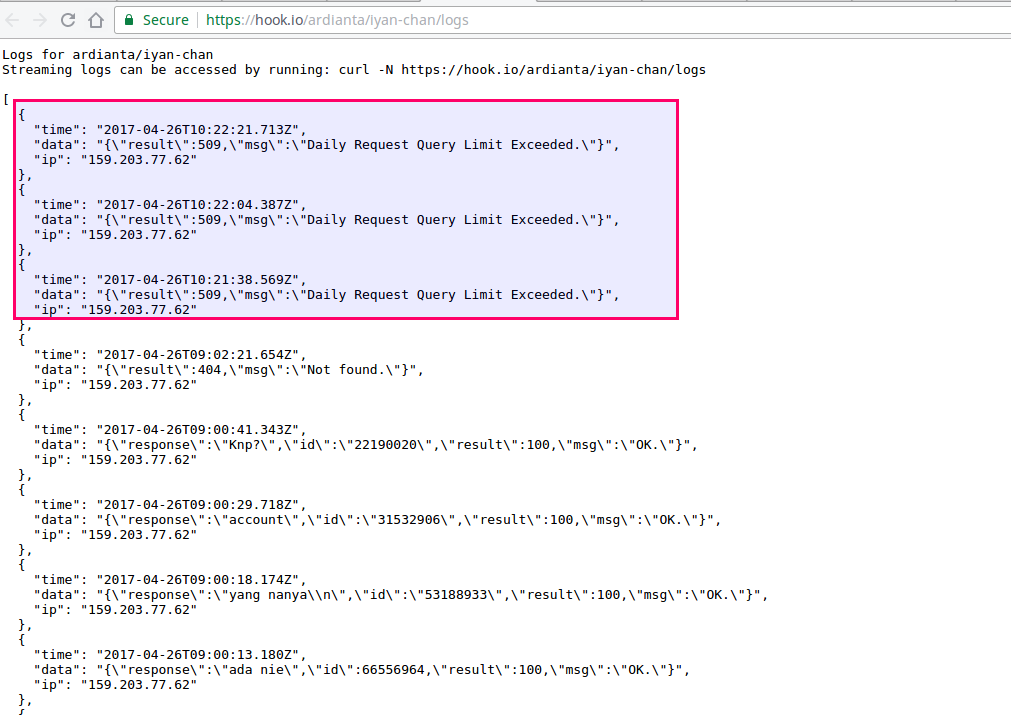 Secure https://hook.io/ardianta/iyan-chan/logs
Logs for ardianta/iyan-chan
Streaming logs can be accessed by running: curl -N https://hook.io/ardianta/iyan-chan/logs
[
{
"time": "2017-04-26T10:22:21.713Z",
"data": "{\"result\":509,\"msg\":\"Daily Request Query Limit Exceeded.\"}",
"ip": "159.203.77.62"
},
{
"time": "2017-04-26T10:22:04.387Z",
"data": "{\"result\":509,\"msg\":\"Daily Request Query Limit Exceeded.\"}",
"ip": "159.203.77.62"
},
{
"time": "2017-04-26T10:21:38.569Z",
"data": "{\"result\":509,\"msg\":\"Daily Request Query Limit Exceeded.\"}",
"ip": "159.203.77.62"
},
{
"time": "2017-04-26T09:02:21.654Z",
"data": "{\"result\":404,\"msg\":\"Not found.\"}",
"ip": "159.203.77.62"
},
{
"time": "2017-04-26T09:00:41.343Z",
"data": "{\"response\":\"Knp?\",\"id\":\"22190020\",\"result\":100,\"msg\":\"OK.\"}",
"ip": "159.203.77.62"
},
{
"time": "2017-04-26T09:00:29.718Z",
"data": "{\"response\":\"account\",\"id\":\"31532906\",\"result\":100,\"msg\":\"OK.\"}",
"ip": "159.203.77.62"
},
{
"time": "2017-04-26T09:00:18.174Z",
"data": "{\"response\":\"yang nanya\\n\",\"id\":\"53188933\",\"result\":100,\"msg\":\"OK.\"}",
"ip": "159.203.77.62"
},
{
"time": "2017-04-26T09:00:13.180Z",
"data": "{\"response\":\"ada nie\",\"id\":66556964,\"result\":100,\"msg\":\"OK.\"}",
"ip": "159.203.77.62"
},
{